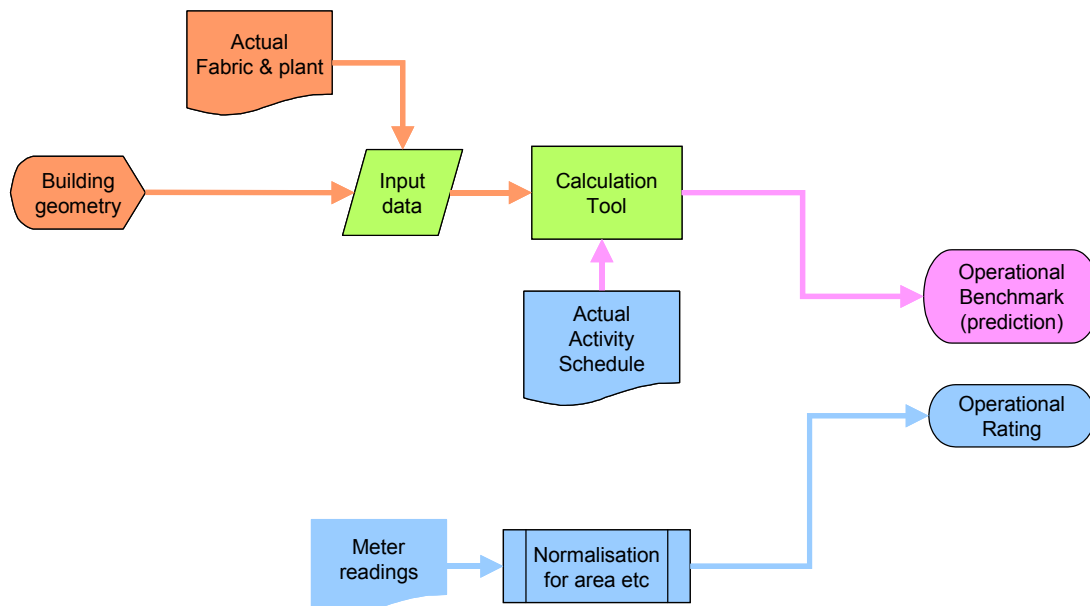 Actual
Fabric & plant
Building
geometry
Input
data
Calculation
Tool
Actual
Activity
Schedule
Operational
Benchmark
(prediction)
Operational
Rating
Meter
readings
Normalisation
for area etc